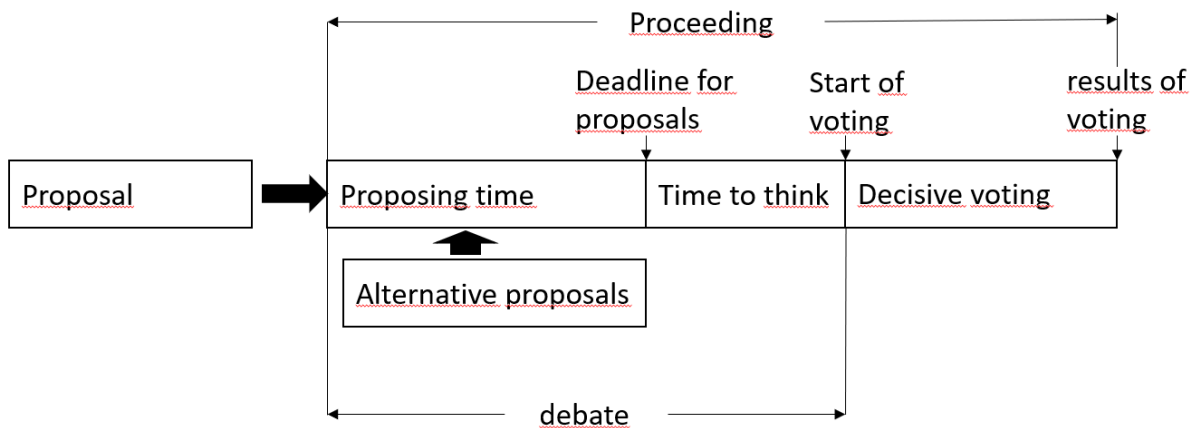 Proceeding
Deadline for
proposals
Start of
voting
results of
voting
Proposal
Proposing time
Time to think
Decisive voting
Alternative proposals
debate